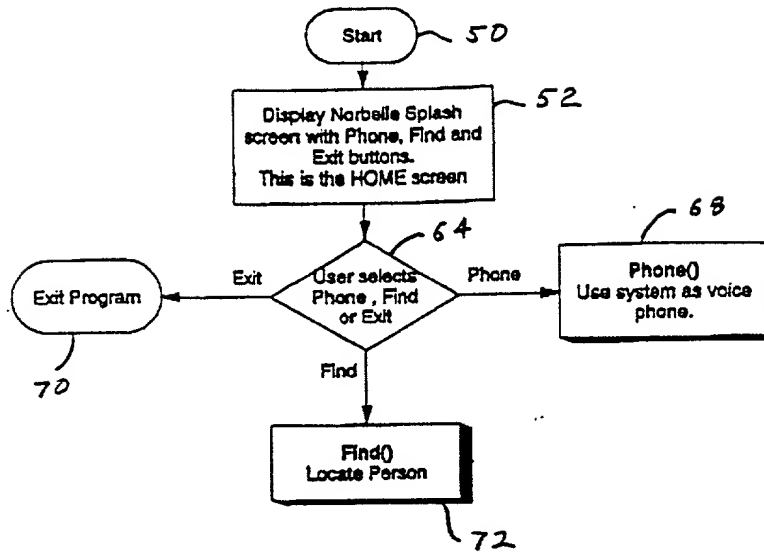 Start
50
Display Norbelle Splash
screen with Phone, Find and
Exit buttons.
This is the HOME screen
52
64
User selects
Phone , Find
or Exit
Exit
Phone
Exit Program
70
68
Phone()
Use system as voice
phone.
Find
Find()
Locate Person
72